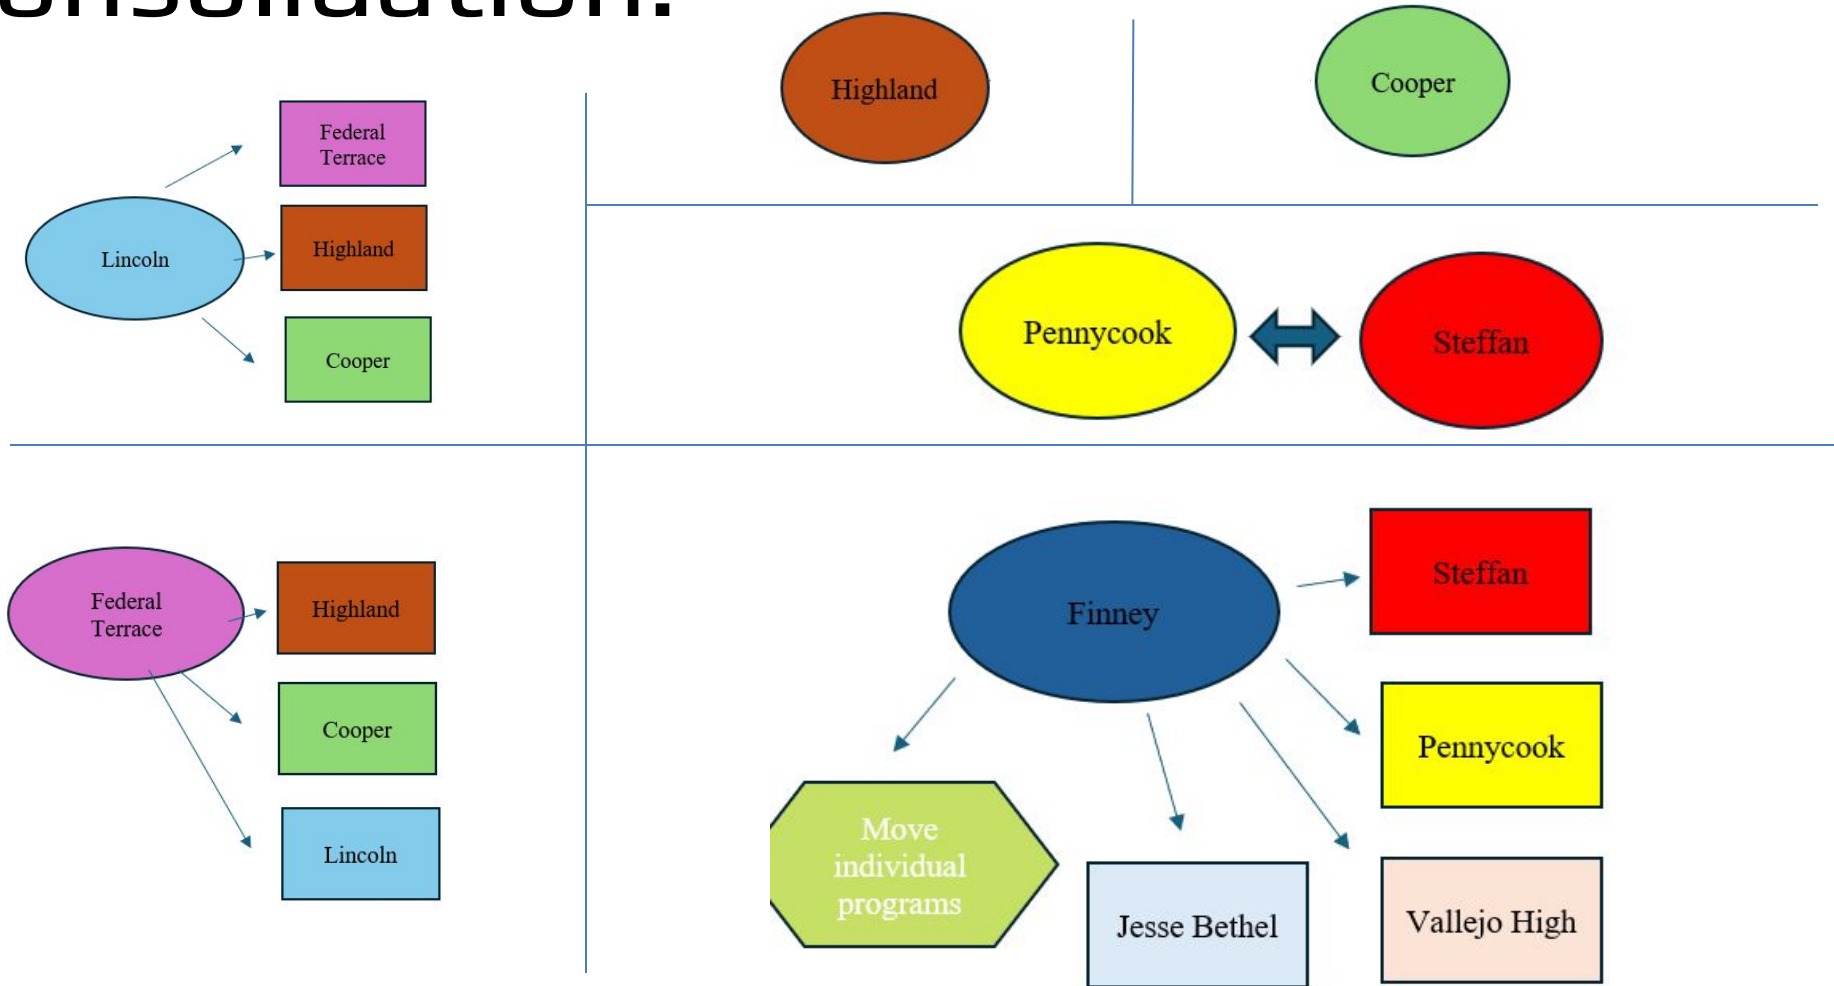 onsolidation:
Federal
Terrace
Lincoln
Highland
Cooper
Highland
Cooper
Pennycook
Steffan
Federal
Terrace
Highland
Cooper
Lincoln
Finney
Steffan
Pennycook
Move
individual
programs
Jesse Bethel
Vallejo High